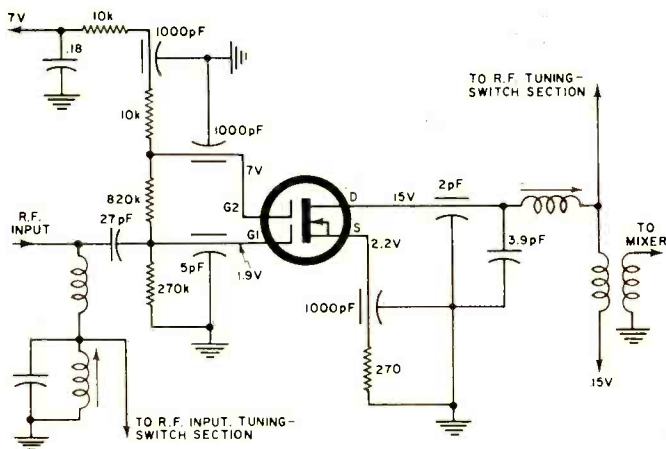 7V
10k
1000pF
.18
10k
1000pF
7V
820k
R.F.
INPUT
27pF
G2
G1
1.9V
5pF
270k
D
S
15V
2.2V
2pF
3.9pF
1000pF
270
TO R.F. TUNING-
SWITCH SECTION
TO
MIXER
15V
TO R.F. INPUT, TUNING-
SWITCH SECTION